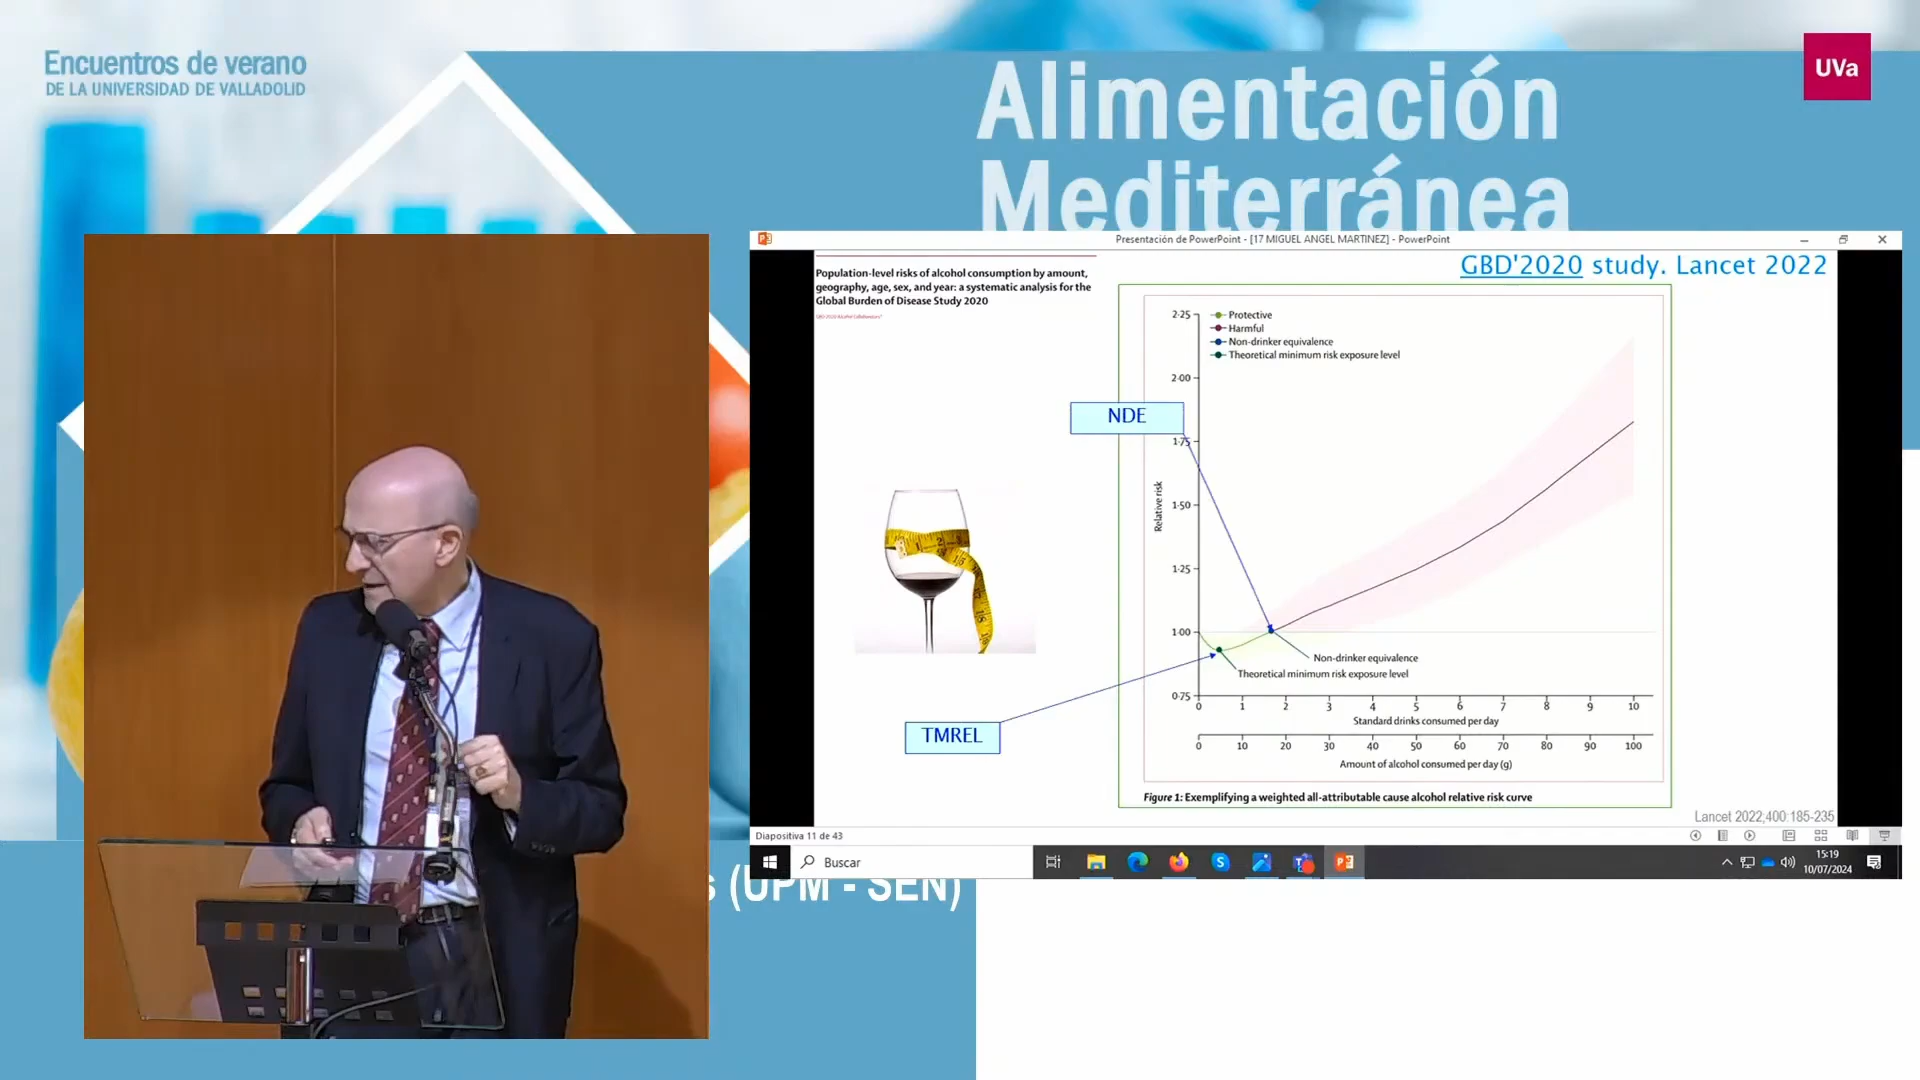 Encuentros de verano
DE LA UNIVERSIDAD DE VALLADOLID
UVa
Alimentación
Mediterránea
Presentación de PowerPoint - [17 MIGUEL ANGEL MARTINEZ] - PowerPoint
GBD'2020 study. Lancet 2022
Population-level risks of alcohol consumption by amount,
geography, age, sex, and year: a systematic analysis for the
Global Burden of Disease Study 2020
GBD 2020 Alcohol Collaborators*
Protective
Harmful
Non-drinker equivalence
Theoretical minimum risk exposure level
2·25
2·00
1·75
1·50
1·25
1·00
0·75
Relative risk
NDE
TMREL
Non-drinker equivalence
Theoretical minimum risk exposure level
0 1 2 3 4 5 6 7 8 9 10
Standard drinks consumed per day
0 10 20 30 40 50 60 70 80 90 100
Amount of alcohol consumed per day (g)
Figure 1: Exemplifying a weighted all-attributable cause alcohol relative risk curve
Lancet 2022;400:185-235
Diapositiva 11 de 43
Buscar
15:19
10/07/2024
(UPM - SEN)